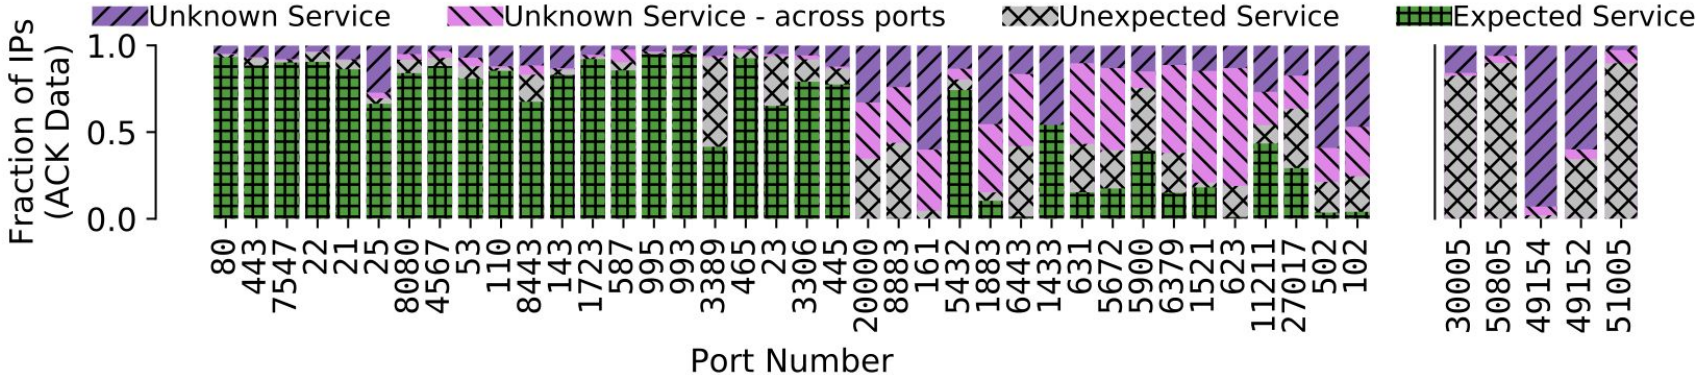 Unknown Service Unknown Service - across ports Unexpected Service Expected Service
Fraction of IPs
(ACK Data)
1.0
0.5
0.0
80 443 7547 22 21 25 8080 4567 53 110 8443 143 1723 587 995 993 3389 465 23 3306 445 20000 8883 161 5432 1883 6443 1433 631 5672 5900 6379 1521 623 11211 27017 502 102 30005 50805 49154 49152 51005
Port Number